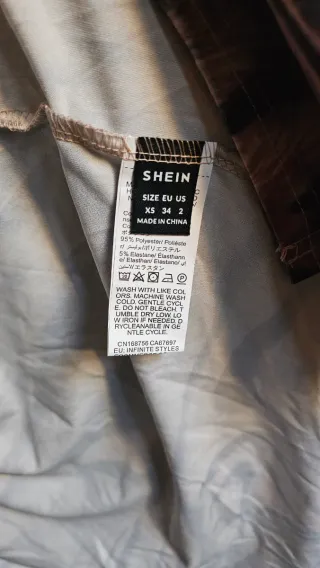 SHEIN
SIZE EU US
XS 34 2
MADE IN CHINA
95% Polyester/Polieste
5% Elastane/ Elasthann
e/ Elasthan/ Elastane/
WASH WITH LIKE COL
ORS. MACHINE WASH
COLD. GENTLE CYCL
E. DO NOT BLEACH. T
UMBLE DRY LOW. LO
W IRON IF NEEDED. D
RYCLEANABLE IN GE
NTLE CYCLE.
CN168756 CA67697
EU: INFINITE STYLES